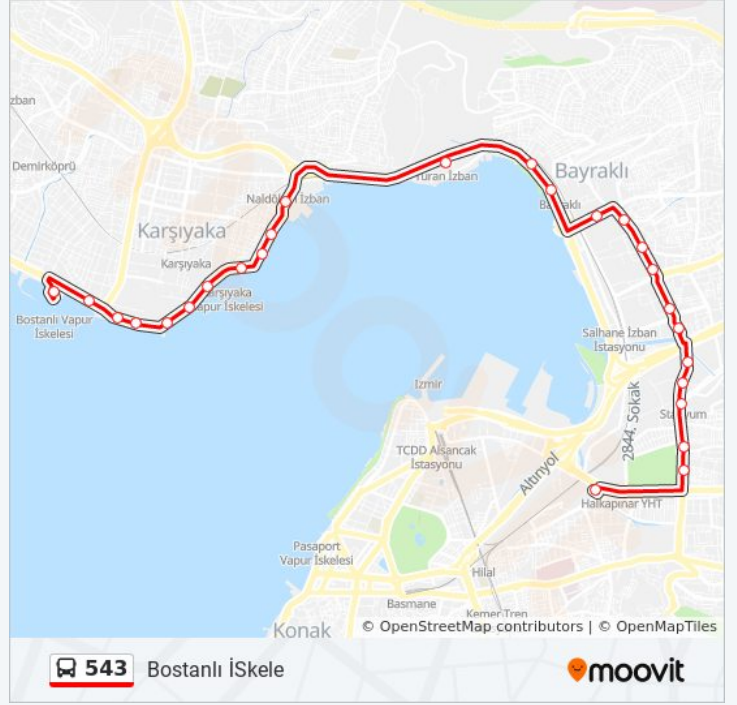 zban
Demirköprü
Bayraklı
Turan İzban
Naldöken İzban
Karşıyaka
Karşıyaka
Karşıyaka
Vapur İskelesi
Bostanlı Vapur
İskelesi
Salhane İzban
İstasyonu
İzmir
2844. Sokak
TCDD Alsancak
İstasyonu
Altınyol
Halkapınar YHT
Pasaport
Vapur İskelesi
Hilal
Basmane
Kemer Tren
Konak
© OpenStreetMap contributors | © OpenMapTiles
543 Bostanlı İSkele
moovit